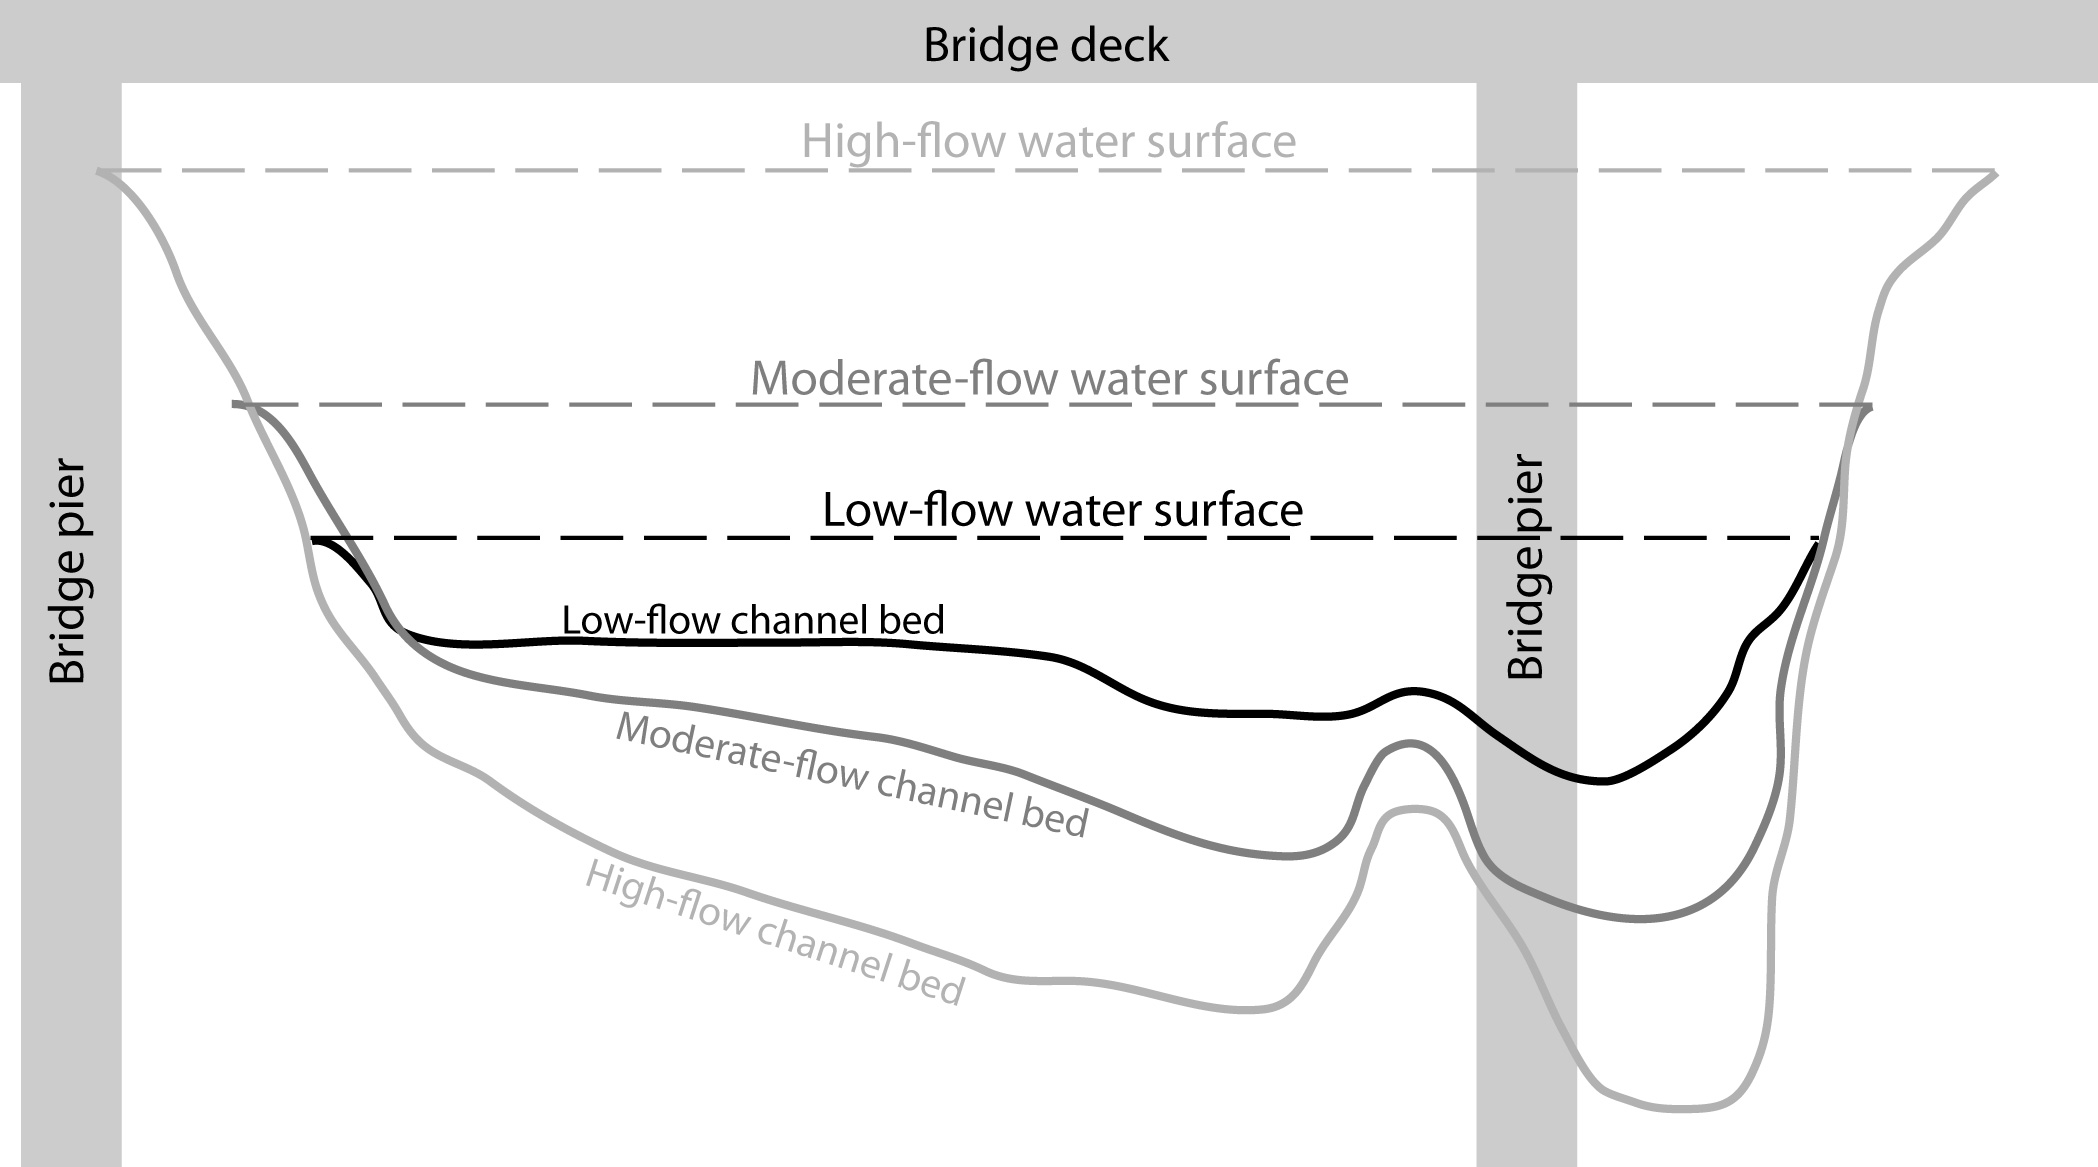 Bridge deck
High-flow water surface
Moderate-flow water surface
Low-flow water surface
Bridge pier
Bridge pier
Low-flow channel bed
Moderate-flow channel bed
High-flow channel bed